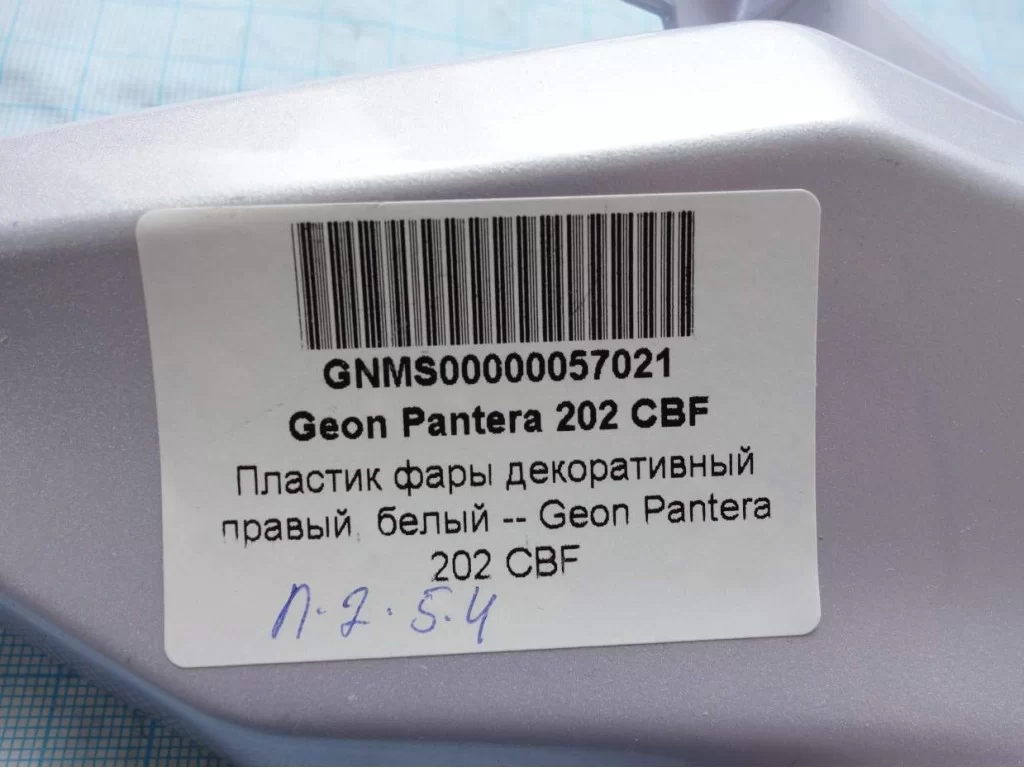 GNMS00000057021
Geon Pantera 202 CBF
Пластик фары декоративный
правый, белый -- Geon Pantera
202 CBF
Л-2-5-4